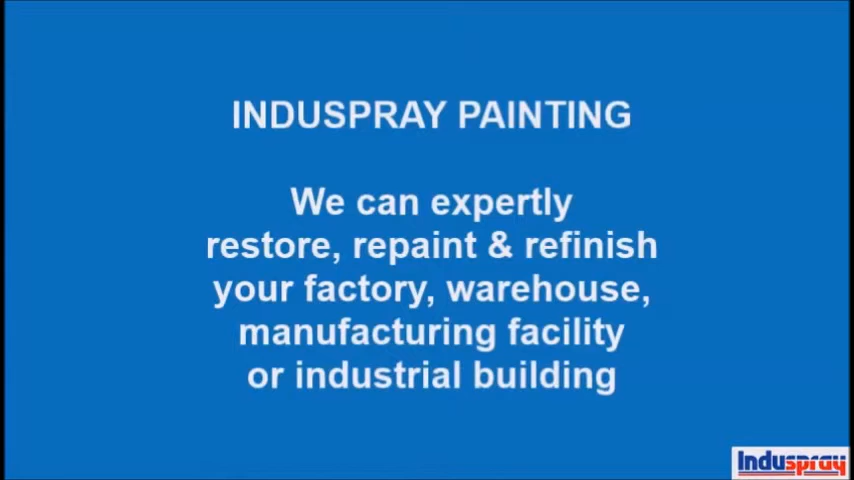 INDUSPRAY PAINTING
We can expertly
restore, repaint & refinish
your factory, warehouse,
manufacturing facility
or industrial building
Induspray